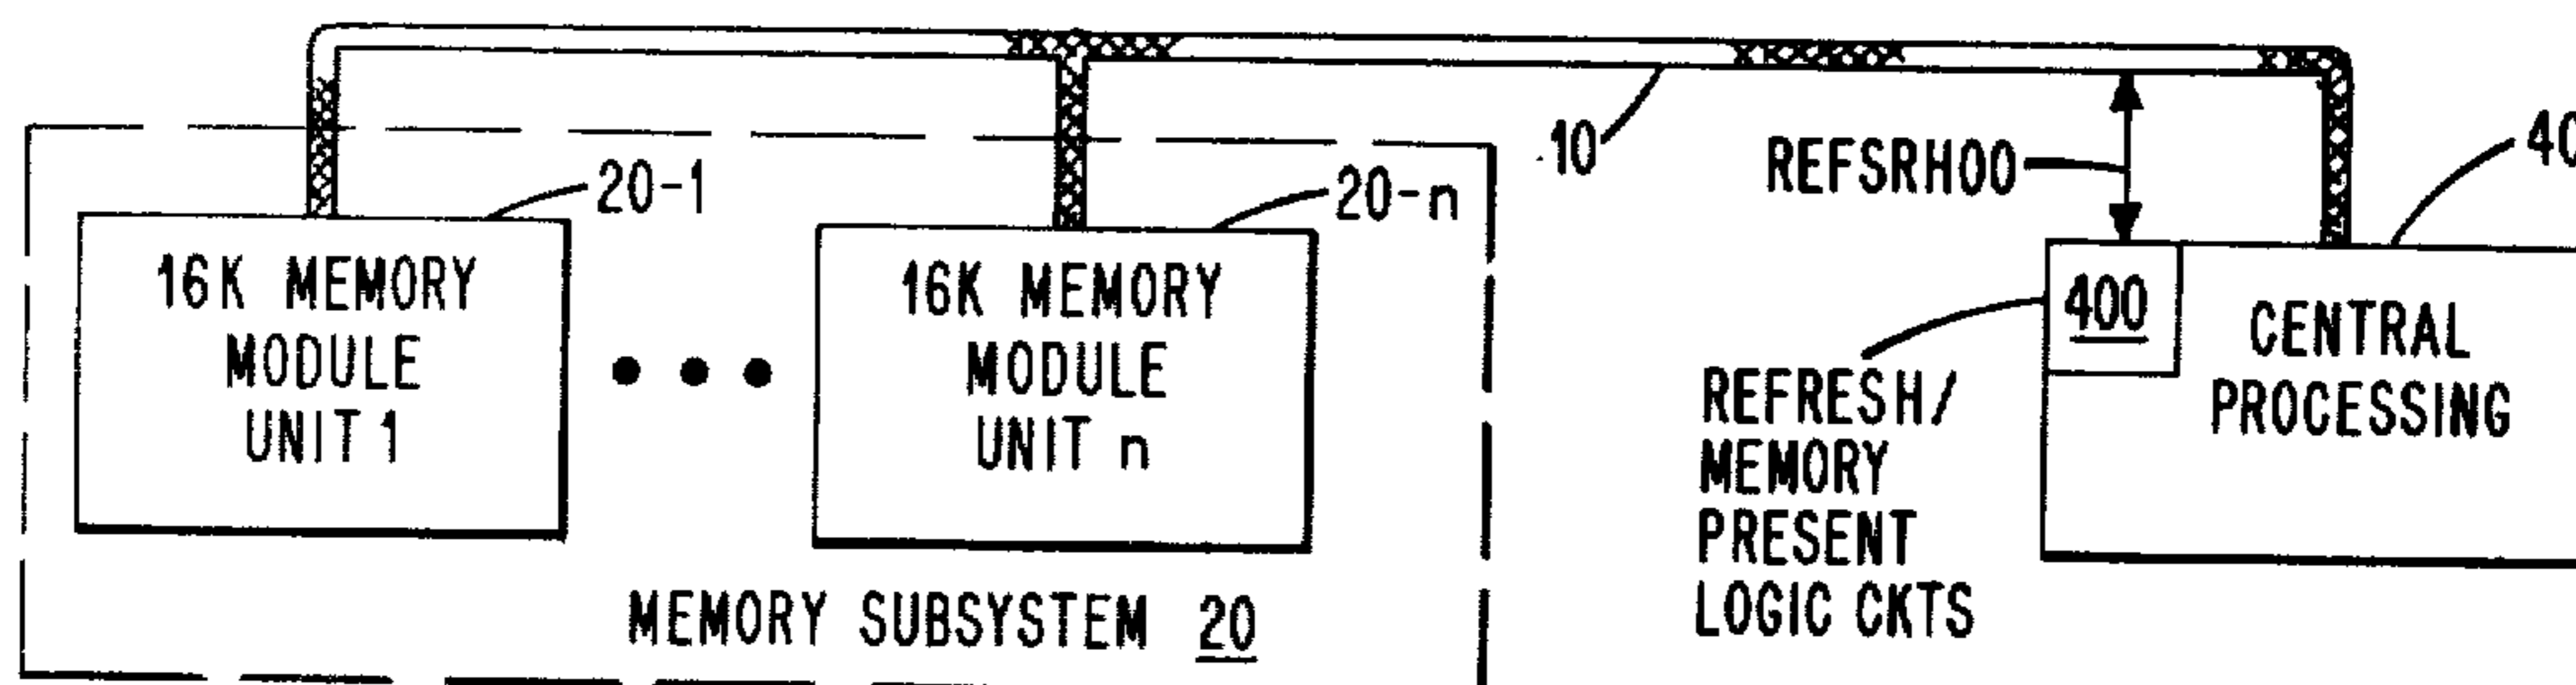 10
REFSRH00
20-1
20-n
16K MEMORY
MODULE
UNIT 1
16K MEMORY
MODULE
UNIT n
MEMORY SUBSYSTEM 20
400
CENTRAL
PROCESSING
REFRESH/
MEMORY
PRESENT
LOGIC CKTS